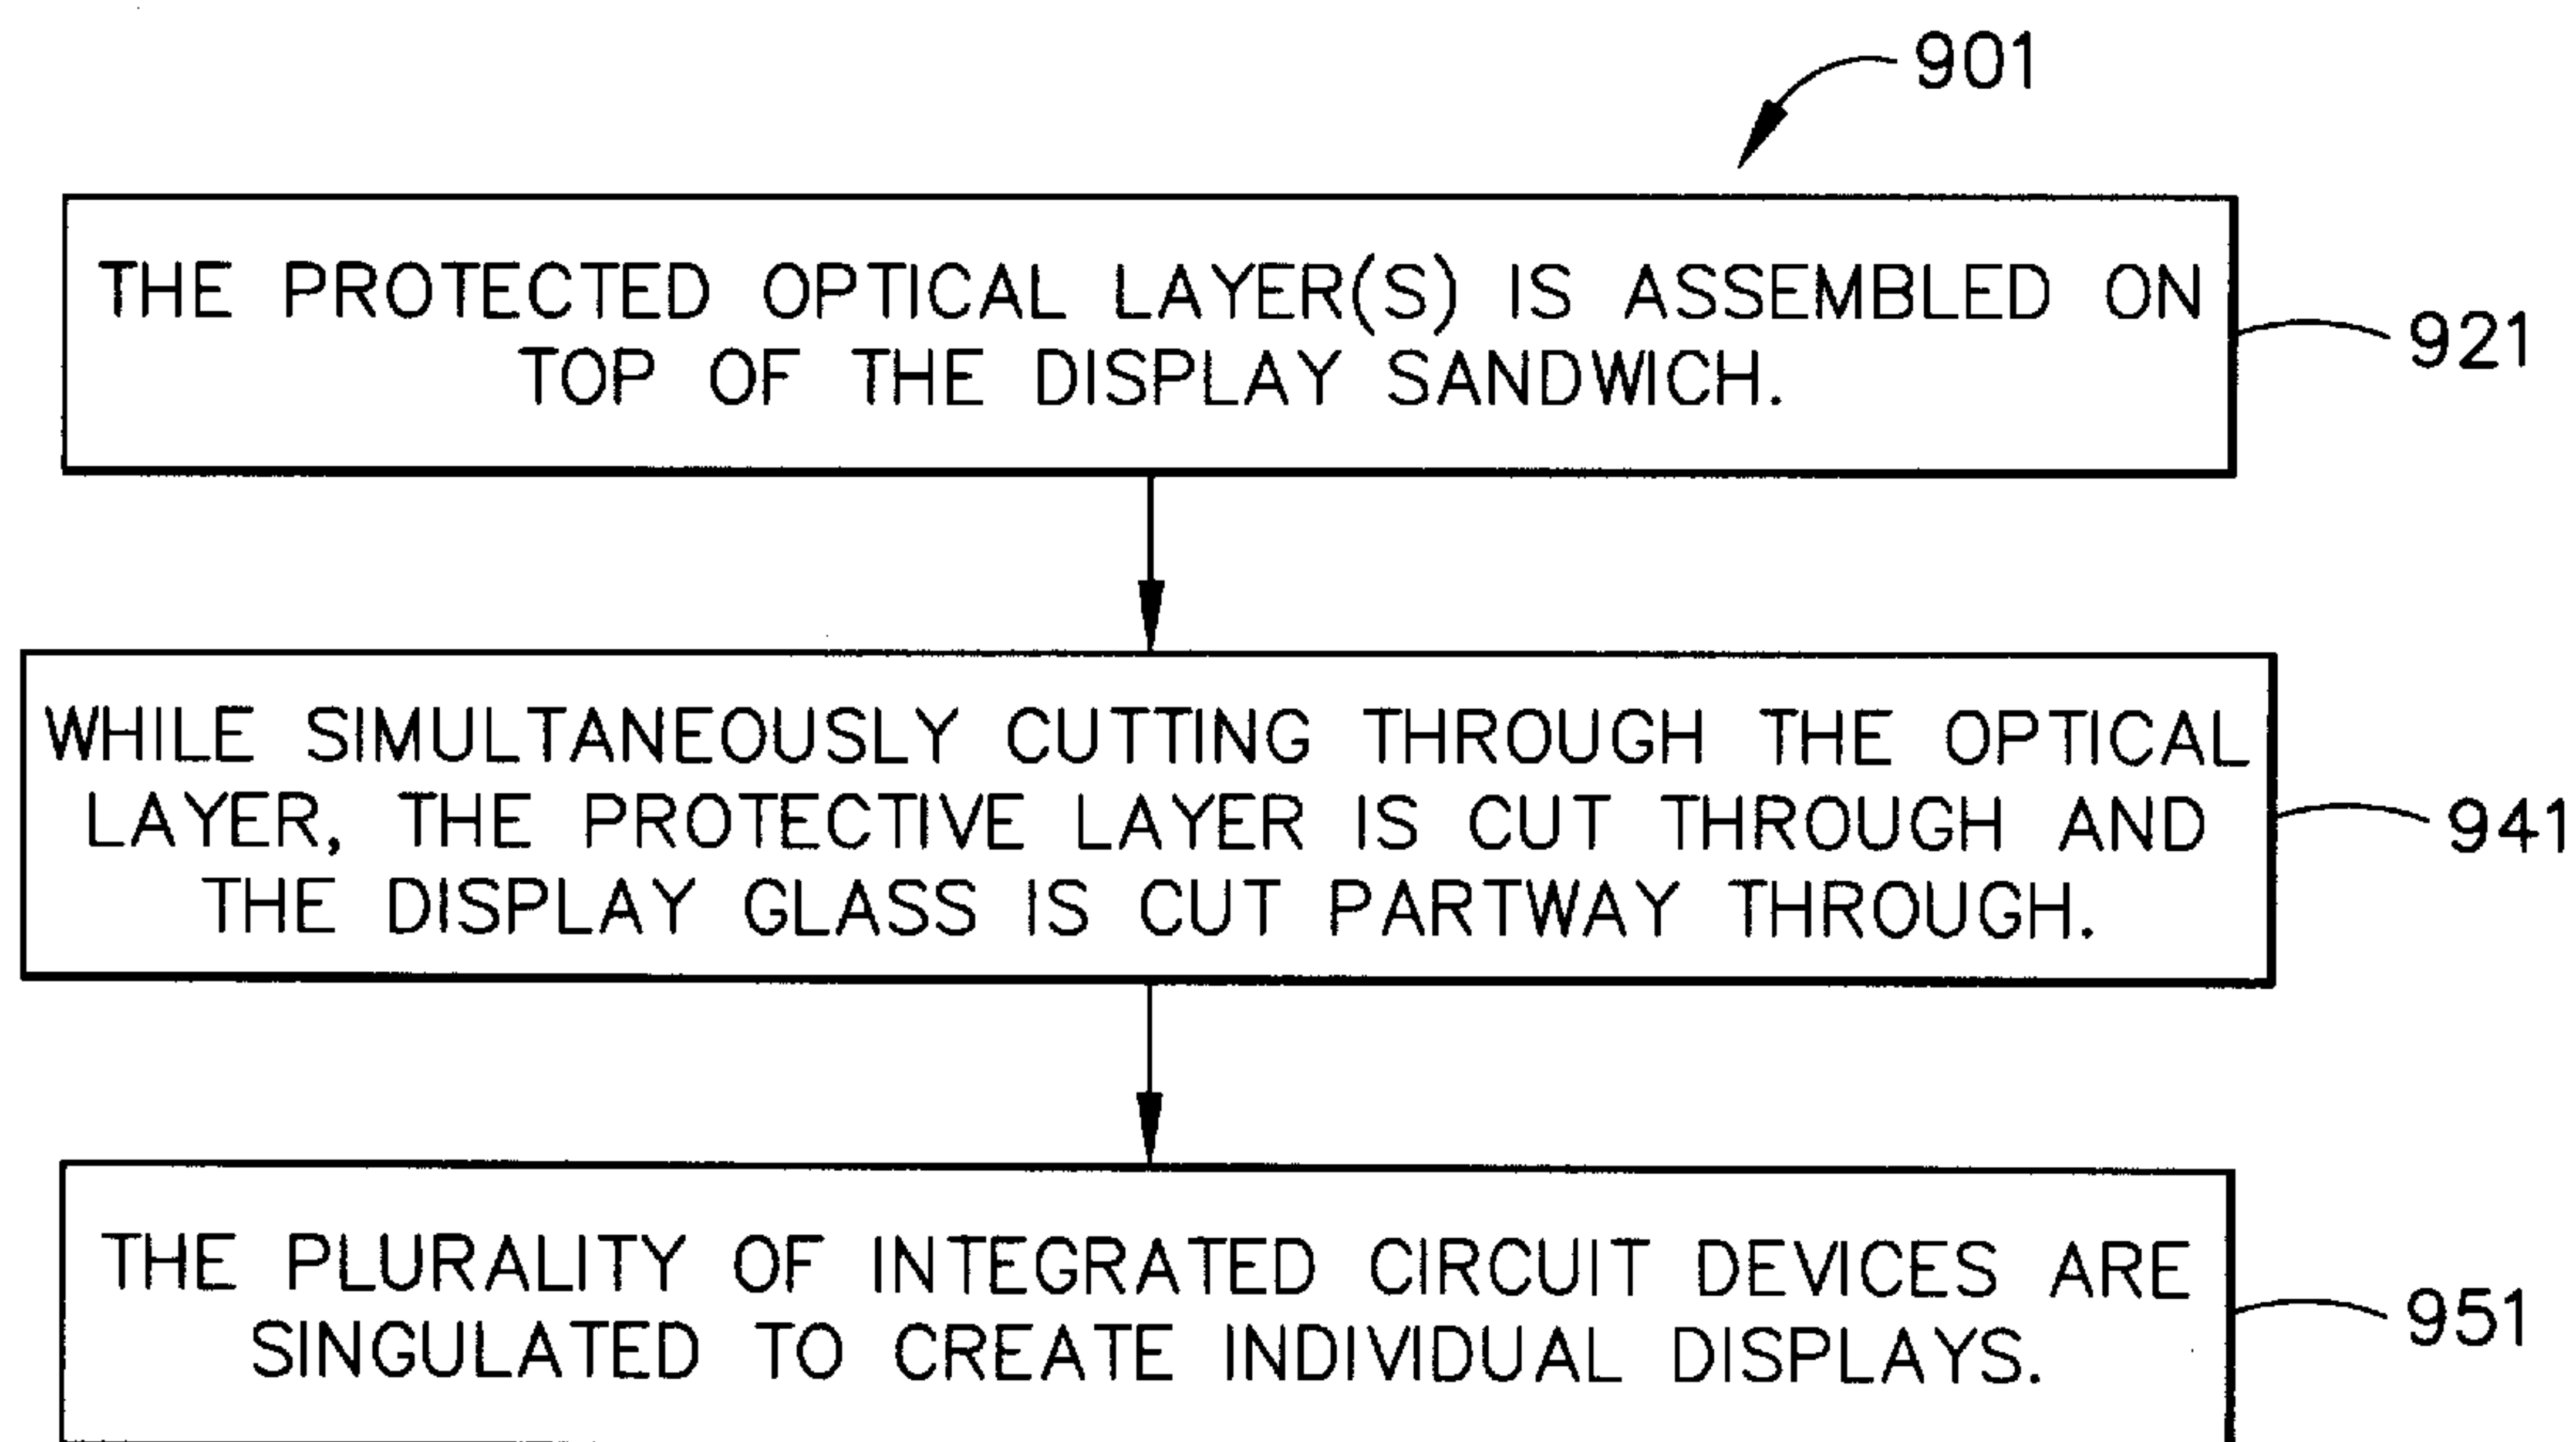 901
THE PROTECTED OPTICAL LAYER(S) IS ASSEMBLED ON
TOP OF THE DISPLAY SANDWICH.
921
WHILE SIMULTANEOUSLY CUTTING THROUGH THE OPTICAL
LAYER, THE PROTECTIVE LAYER IS CUT THROUGH AND
THE DISPLAY GLASS IS CUT PARTWAY THROUGH.
941
THE PLURALITY OF INTEGRATED CIRCUIT DEVICES ARE
SINGULATED TO CREATE INDIVIDUAL DISPLAYS.
951